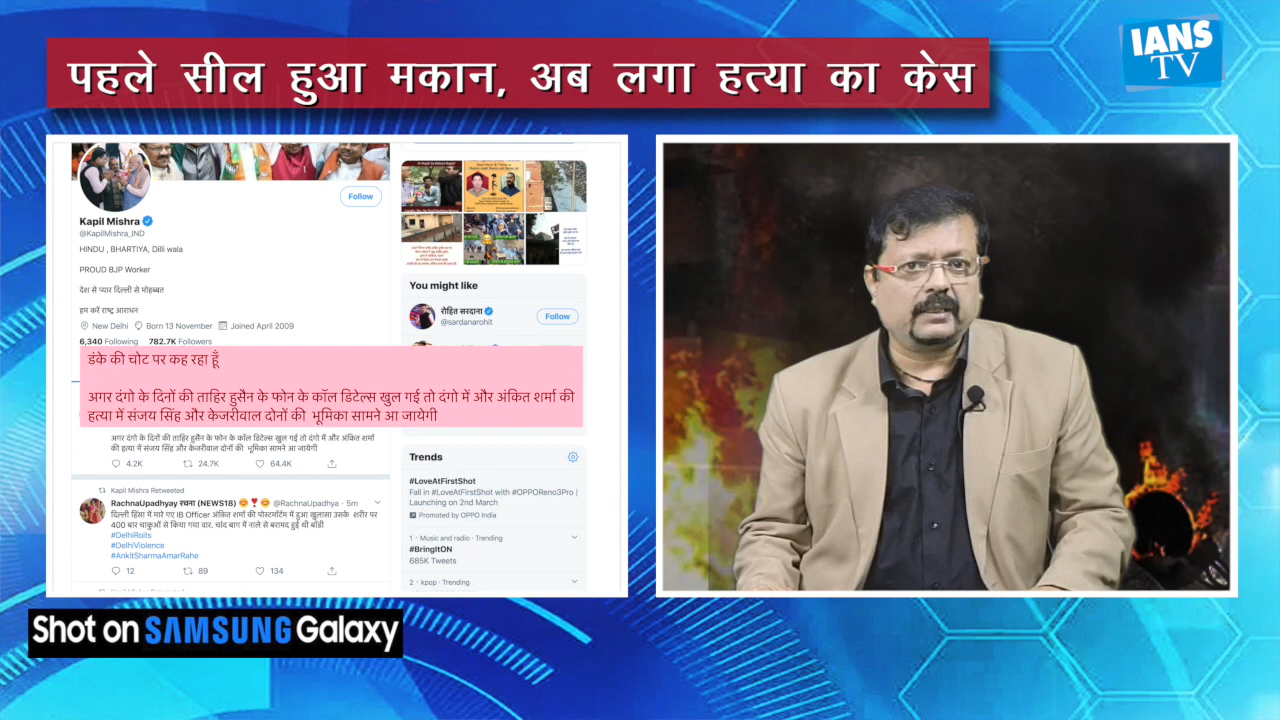 पहले सील हुआ मकान, अब लगा हत्या का केस
IANS
TV
Follow
Kapil Mishra
@KapilMishra_IND
HINDU , BHARTIYA, Dilli wala
PROUD BJP Worker
देश से प्यार दिल्ली से मोहब्बत
हम करें राष्ट्र आराधन
New Delhi Born 13 November Joined April 2009
6,340 Following 782.7K Followers
डंके की चोट पर कह रहा हूँ
अगर दंगो के दिनों की ताहिर हुसैन के फोन के कॉल डिटेल्स खुल गई तो दंगो में और अंकित शर्मा की
हत्या में संजय सिंह और केजरीवाल दोनों की भूमिका सामने आ जायेगी
अगर दंगो के दिनों की ताहिर हुसैन के फोन के कॉल डिटेल्स खुल गई तो दंगो में और अंकित शर्मा
की हत्या में संजय सिंह और केजरीवाल दोनों की भूमिका सामने आ जायेगी
4.2K 24.7K 64.4K
Kapil Mishra Retweeted
RachnaUpadhyay रचना (NEWS18) @RachnaUpadhya · 5m
दिल्ली हिंसा में मारे गए IB Officer अंकित शर्मा की पोस्टमॉर्टम में हुआ खुलासा उसके शरीर पर
400 बार चाकुओं से किया गया वार. चांद बाग में नाले से बरामद हुई थी बॉडी
#DelhiRoits
#DelhiViolence
#AnkitSharmaAmarRahe
12 89 134
You might like
रोहित सरदाना
@sardanarohit
Follow
Trends
#LoveAtFirstShot
Fall in #LoveAtFirstShot with #OPPOReno3Pro |
Launching on 2nd March
Promoted by OPPO India
1 · Music and radio · Trending
#BringItON
685K Tweets
2 · kpop · Trending
Shot on SAMSUNG Galaxy